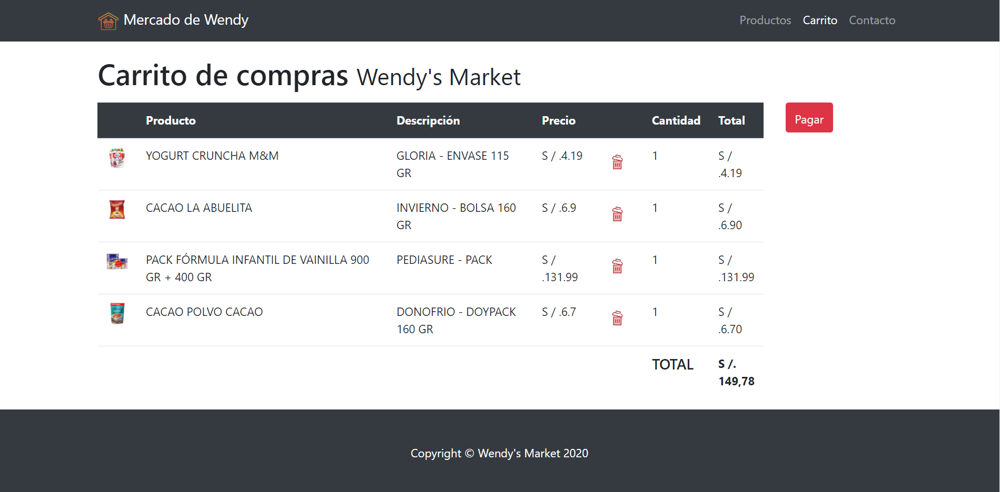 Mercado de Wendy
Productos Carrito Contacto
Carrito de compras Wendy's Market
Producto Descripción Precio Cantidad Total
Pagar
YOGURT CRUNCHA M&M GLORIA - ENVASE 115 S / .4.19 1 S /
GR .4.19
CACAO LA ABUELITA INVIERNO - BOLSA 160 S / .6.9 1 S /
GR .6.90
PACK FÓRMULA INFANTIL DE VAINILLA 900 PEDIASURE - PACK S / 1 S /
GR + 400 GR .131.99 .131.99
CACAO POLVO CACAO DONOFRIO - DOYPACK S / .6.7 1 S /
160 GR .6.70
TOTAL S /.
149,78
Copyright © Wendy's Market 2020